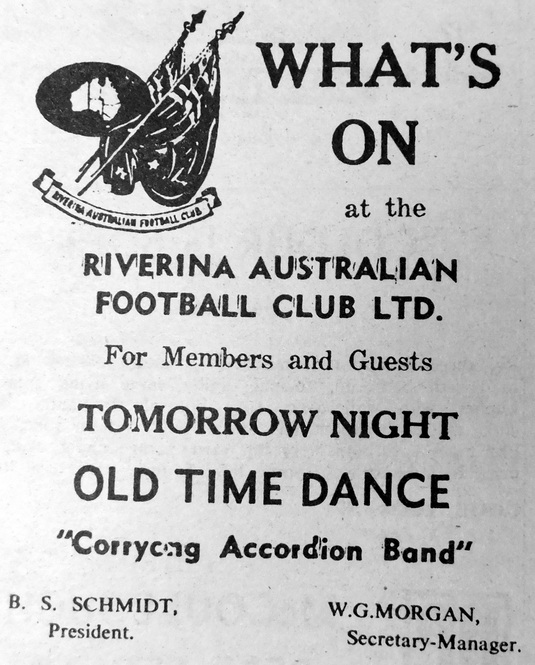 WHAT'S
ON
RIVERINA AUSTRALIAN FOOTBALL CLUB
at the
RIVERINA AUSTRALIAN
FOOTBALL CLUB LTD.
For Members and Guests
TOMORROW NIGHT
OLD TIME DANCE
"Corryong Accordion Band"
B. S. SCHMIDT,
President.
W.G.MORGAN,
Secretary-Manager.